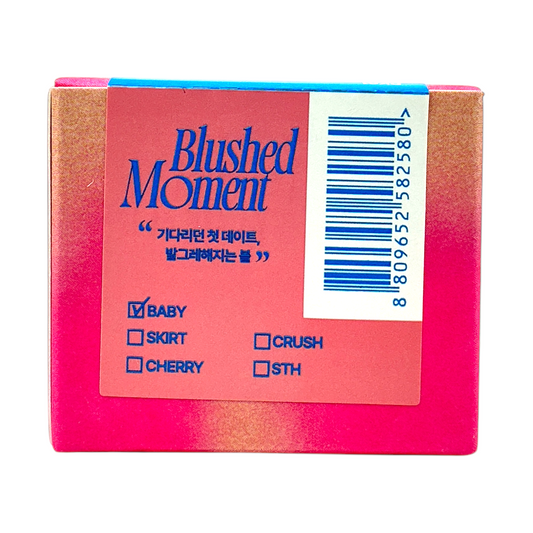 Blushed
Moment
“ 기다리던 첫 데이트,
발그레해지는 볼 ”
☑ BABY
☐ SKIRT
☐ CHERRY
☐ CRUSH
☐ STH
8 809652 582580 >